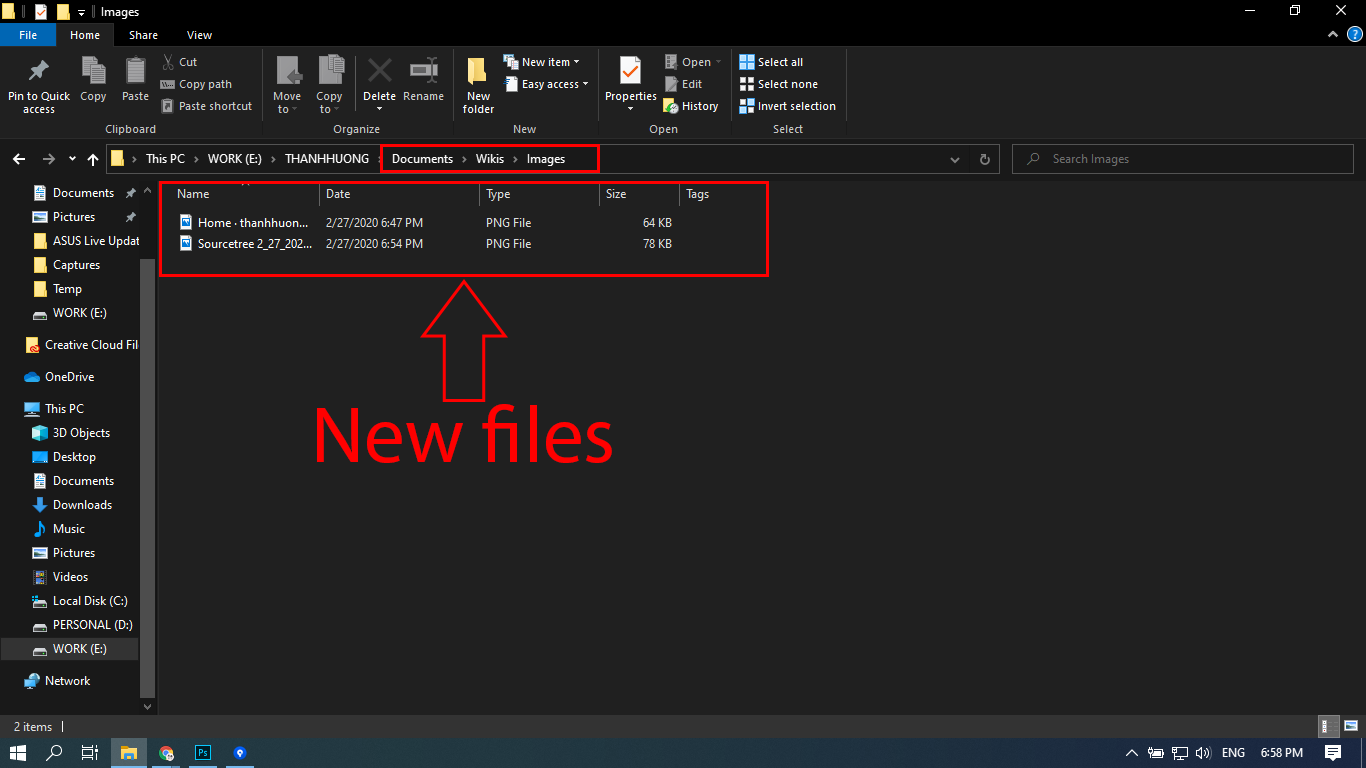 Images
File Home Share View
Pin to Quick access
Copy
Paste
Cut
Copy path
Paste shortcut
Clipboard
Move to
Copy to
Delete
Rename
Organize
New folder
New item
Easy access
New
Properties
Open
Edit
History
Open
Select all
Select none
Invert selection
Select
This PC › WORK (E:) › THANHHUONG › Documents › Wikis › Images
Search Images
Documents
Pictures
ASUS Live Updat
Captures
Temp
WORK (E:)
Creative Cloud Fil
OneDrive
This PC
3D Objects
Desktop
Documents
Downloads
Music
Pictures
Videos
Local Disk (C:)
PERSONAL (D:)
WORK (E:)
Network
Name Date Type Size Tags
Home · thanhhuon... 2/27/2020 6:47 PM PNG File 64 KB
Sourcetree 2_27_202... 2/27/2020 6:54 PM PNG File 78 KB
New files
2 items
Ps
ENG 6:58 PM